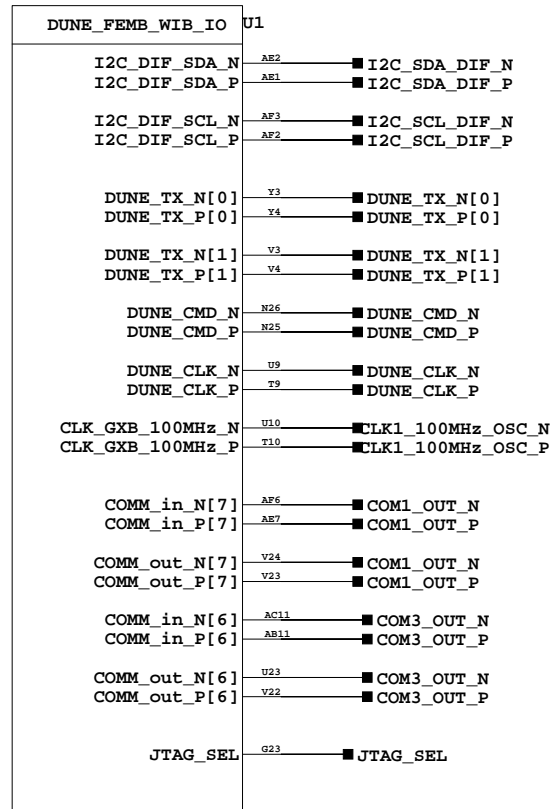 DUNE_FEMB_WIB_IO U1
I2C_DIF_SDA_N AE2 I2C_SDA_DIF_N
I2C_DIF_SDA_P AE1 I2C_SDA_DIF_P
I2C_DIF_SCL_N AF3 I2C_SCL_DIF_N
I2C_DIF_SCL_P AF2 I2C_SCL_DIF_P
DUNE_TX_N[0] Y3 DUNE_TX_N[0]
DUNE_TX_P[0] Y4 DUNE_TX_P[0]
DUNE_TX_N[1] V3 DUNE_TX_N[1]
DUNE_TX_P[1] V4 DUNE_TX_P[1]
DUNE_CMD_N N26 DUNE_CMD_N
DUNE_CMD_P N25 DUNE_CMD_P
DUNE_CLK_N U9 DUNE_CLK_N
DUNE_CLK_P T9 DUNE_CLK_P
CLK_GXB_100MHz_N U10 CLK1_100MHz_OSC_N
CLK_GXB_100MHz_P T10 CLK1_100MHz_OSC_P
COMM_in_N[7] AF6 COM1_OUT_N
COMM_in_P[7] AE7 COM1_OUT_P
COMM_out_N[7] V24 COM1_OUT_N
COMM_out_P[7] V23 COM1_OUT_P
COMM_in_N[6] AC11 COM3_OUT_N
COMM_in_P[6] AB11 COM3_OUT_P
COMM_out_N[6] U23 COM3_OUT_N
COMM_out_P[6] V22 COM3_OUT_P
JTAG_SEL G23 JTAG_SEL